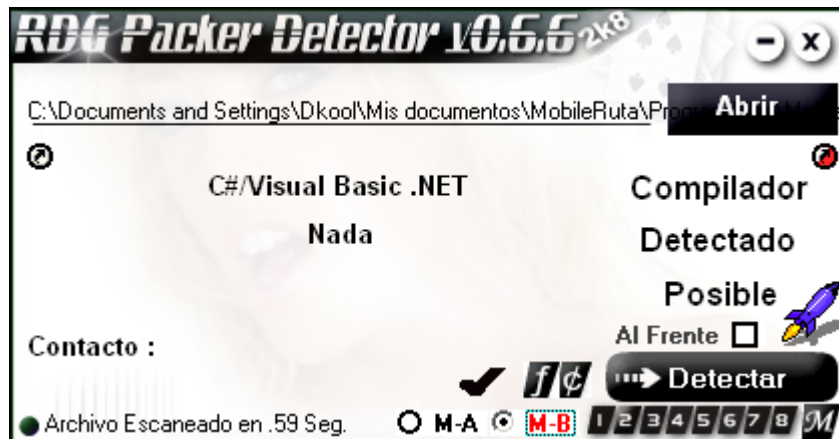 RDG Packer Detector v0.6.6 2k8
C:\Documents and Settings\Dkool\Mis documentos\MobileRuta\Pro
Abrir
C#/Visual Basic .NET
Compilador
Nada
Detectado
Posible
Al Frente
Contacto :
Detectar
Archivo Escaneado en .59 Seg.
M-A
M-B
1 2 3 4 5 6 7 8 M